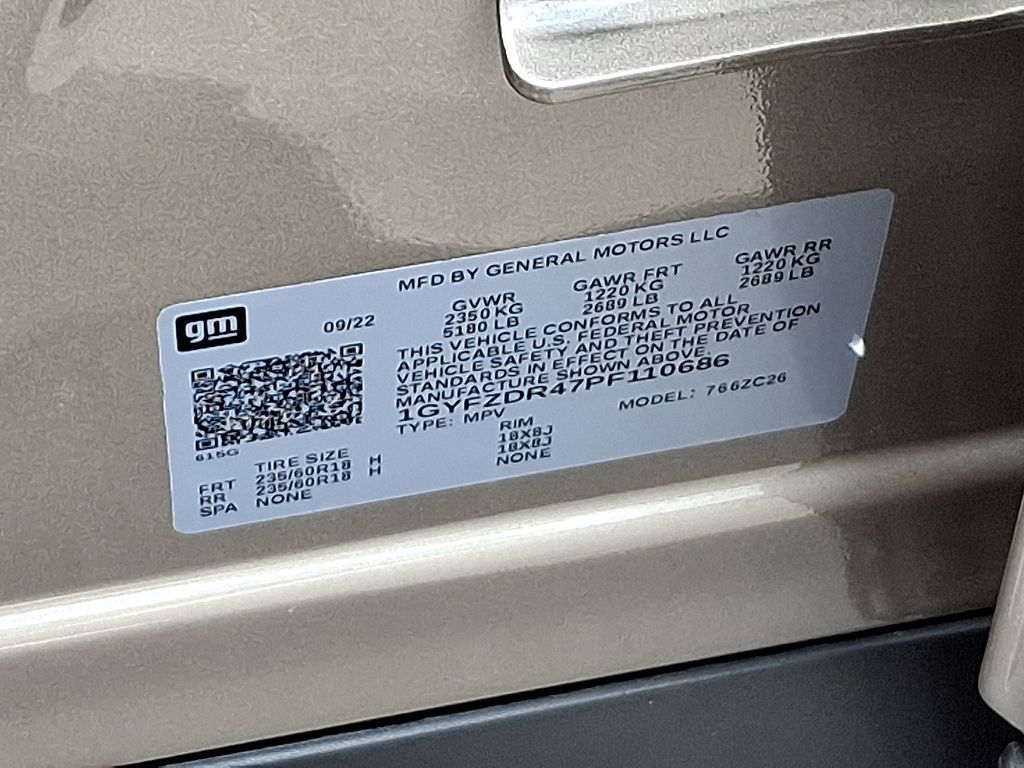 MFD BY GENERAL MOTORS LLC
gm
09/22
GVWR GAWR FRT GAWR RR
2350 KG 1220 KG 1220 KG
5180 LB 2689 LB 2689 LB
THIS VEHICLE CONFORMS TO ALL
APPLICABLE U.S. FEDERAL MOTOR
VEHICLE SAFETY AND THEFT PREVENTION
STANDARDS IN EFFECT ON THE DATE OF
MANUFACTURE SHOWN ABOVE.
1GYFZDR47PF110686
TYPE: MPV MODEL: 766ZC26
615G
TIRE SIZE RIM
FRT 235/60R18 H 18X8J
RR 235/60R18 H 18X8J
SPA NONE NONE